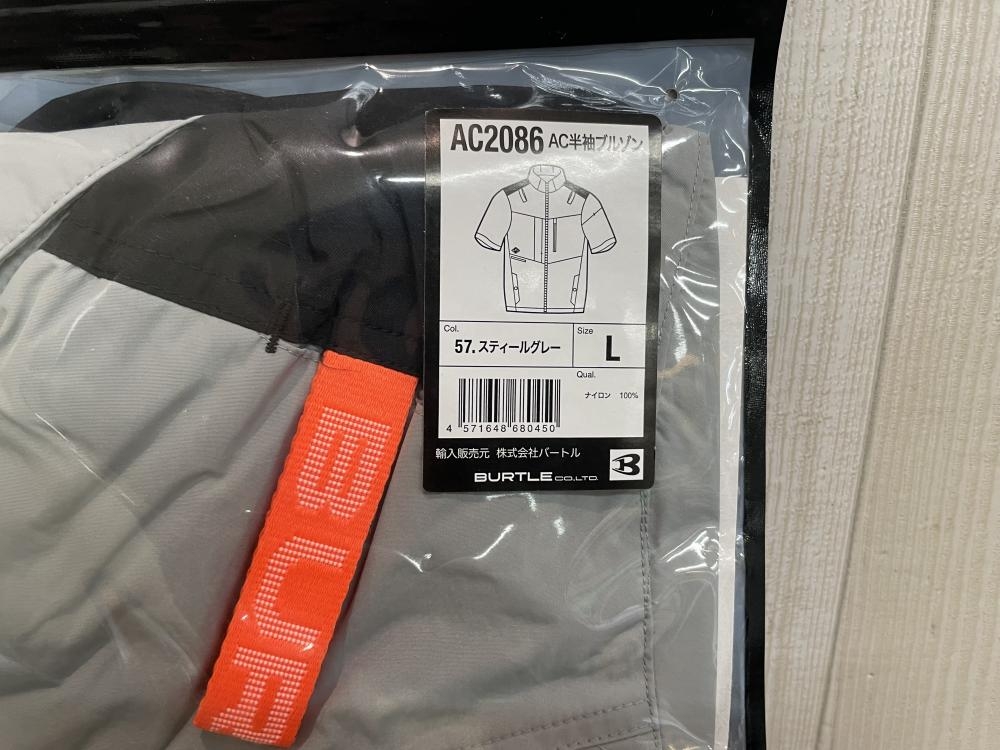 AC2086 AC半袖ブルゾン
Col.
57.スティールグレー
Size
L
Qual.
ナイロン 100%
4 571648 680450
輸入販売元 株式会社バートル
BURTLE CO.,LTD.
B
BUR